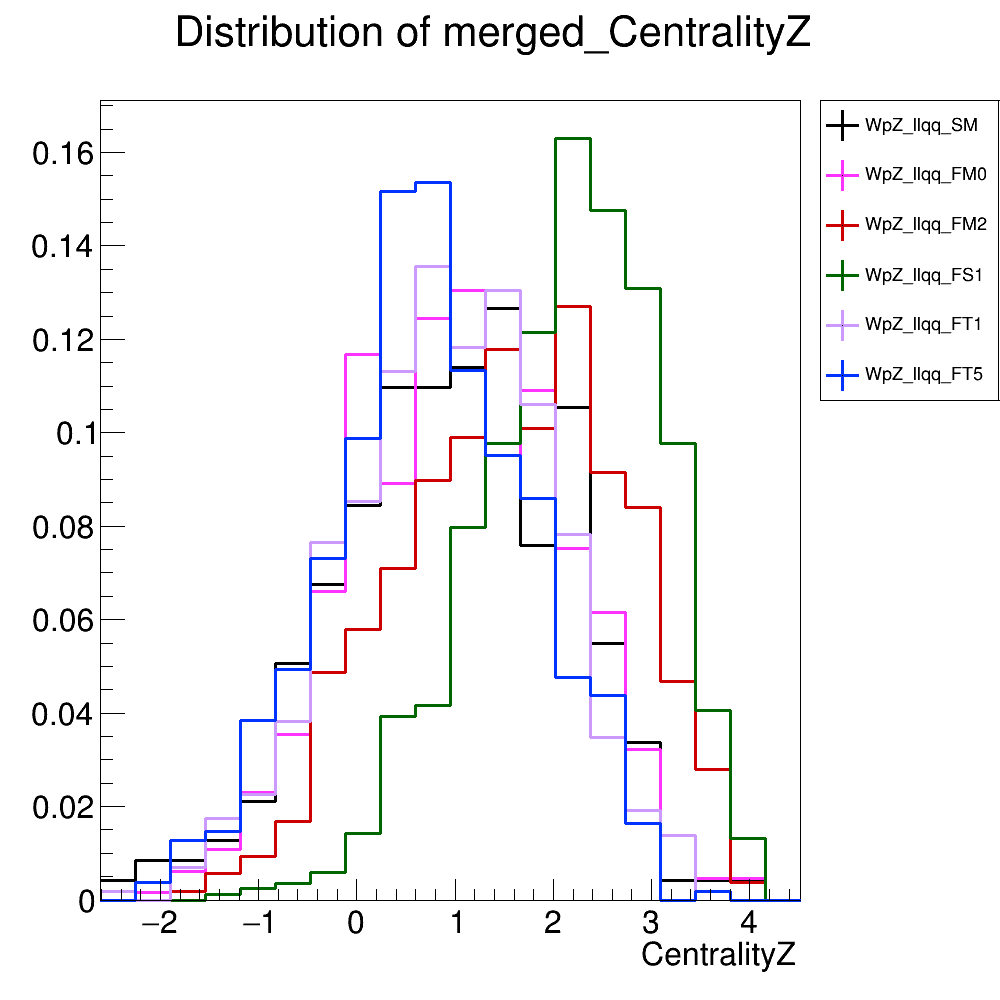 Distribution of merged_CentralityZ
WpZ_llqq_SM
WpZ_llqq_FM0
WpZ_llqq_FM2
WpZ_llqq_FS1
WpZ_llqq_FT1
WpZ_llqq_FT5
0.16
0.14
0.12
0.1
0.08
0.06
0.04
0.02
0
−2 −1 0 1 2 3 4
CentralityZ